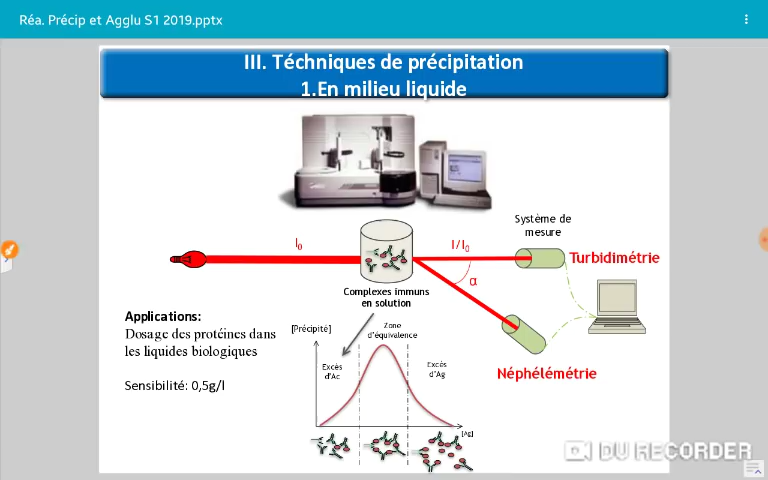 Réa. Précip et Agglu S1 2019.pptx
III. Téchniques de précipitation
1.En milieu liquide
Système de
mesure
I₀
I/I₀
Turbidimétrie
α
Complexes immuns
en solution
Applications:
Dosage des protéines dans
les liquides biologiques
Sensibilité: 0,5g/l
[Précipité]
Zone
d'équivalence
Excès
d'Ac
Excés
d'Ag
Néphélémétrie
[Ag]
DU RECORDER